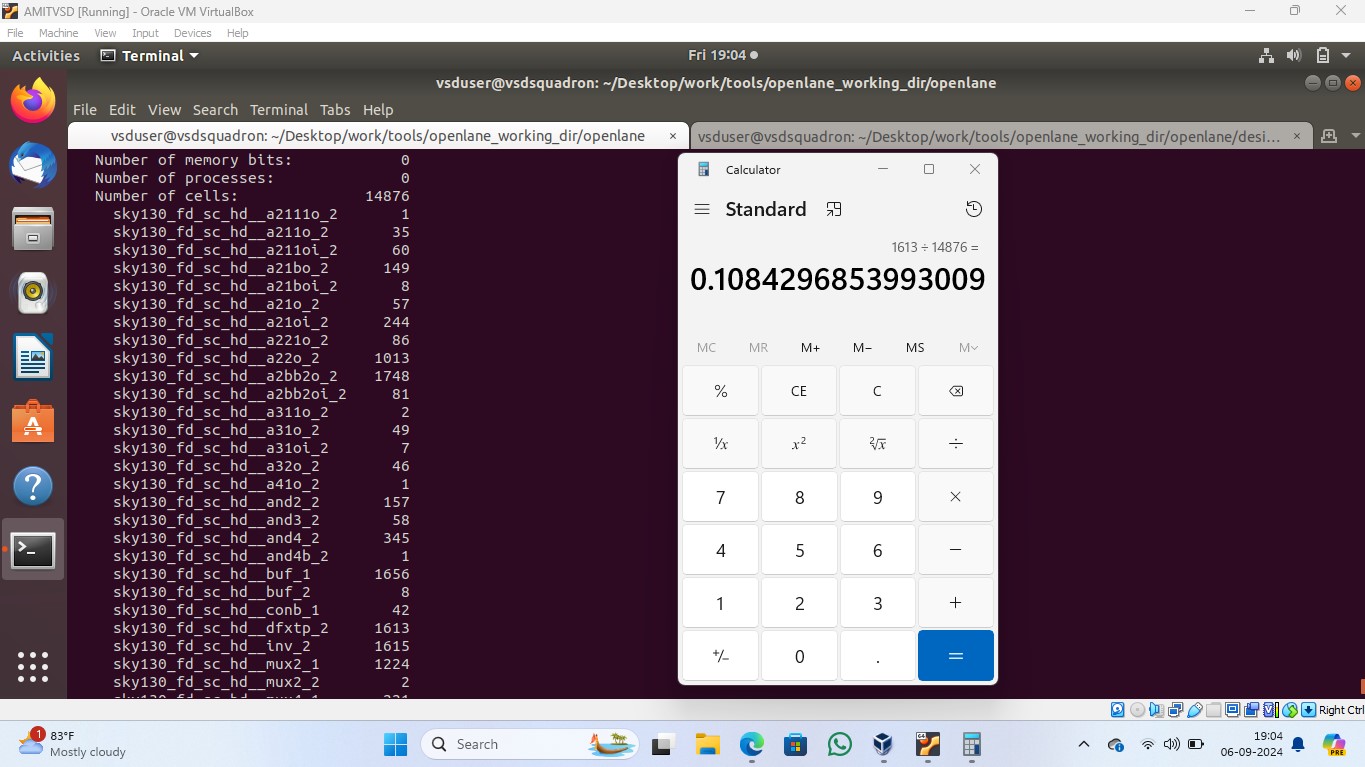 AMITVSD [Running] - Oracle VM VirtualBox
File Machine View Input Devices Help
Activities Terminal Fri 19:04
vsduser@vsdsquadron: ~/Desktop/work/tools/openlane_working_dir/openlane
File Edit View Search Terminal Tabs Help
vsduser@vsdsquadron: ~/Desktop/work/tools/openlane_working_dir/openlane × vsduser@vsdsquadron: ~/Desktop/work/tools/openlane_working_dir/openlane/desi... ×
Number of memory bits: 0
Number of processes: 0
Number of cells: 14876
sky130_fd_sc_hd__a2111o_2 1
sky130_fd_sc_hd__a211o_2 35
sky130_fd_sc_hd__a211oi_2 60
sky130_fd_sc_hd__a21bo_2 149
sky130_fd_sc_hd__a21boi_2 8
sky130_fd_sc_hd__a21o_2 57
sky130_fd_sc_hd__a21oi_2 244
sky130_fd_sc_hd__a221o_2 86
sky130_fd_sc_hd__a22o_2 1013
sky130_fd_sc_hd__a2bb2o_2 1748
sky130_fd_sc_hd__a2bb2oi_2 81
sky130_fd_sc_hd__a311o_2 2
sky130_fd_sc_hd__a31o_2 49
sky130_fd_sc_hd__a31oi_2 7
sky130_fd_sc_hd__a32o_2 46
sky130_fd_sc_hd__a41o_2 1
sky130_fd_sc_hd__and2_2 157
sky130_fd_sc_hd__and3_2 58
sky130_fd_sc_hd__and4_2 345
sky130_fd_sc_hd__and4b_2 1
sky130_fd_sc_hd__buf_1 1656
sky130_fd_sc_hd__buf_2 8
sky130_fd_sc_hd__conb_1 42
sky130_fd_sc_hd__dfxtp_2 1613
sky130_fd_sc_hd__inv_2 1615
sky130_fd_sc_hd__mux2_1 1224
sky130_fd_sc_hd__mux2_2 2
Calculator
Standard
1613 ÷ 14876 =
0.1084296853993009
MC MR M+ M− MS M
% CE C
¹/x x² ²√x ÷
7 8 9 ×
4 5 6 −
1 2 3 +
+/− 0 . =
Right Ctrl
1 83°F
Mostly cloudy
Search
PRE
19:04
06-09-2024